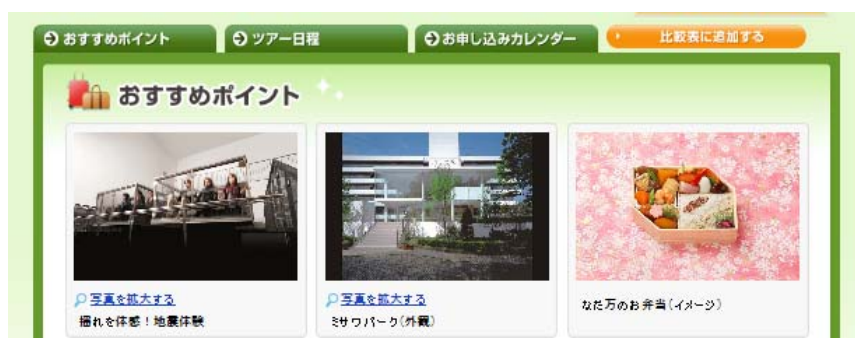 おすすめポイント
ツアー日程
お申し込みカレンダー
比較表に追加する
おすすめポイント
写真を拡大する
揺れを体感！地震体験
写真を拡大する
ミサワパーク(外観)
なだ万のお弁当(イメージ)